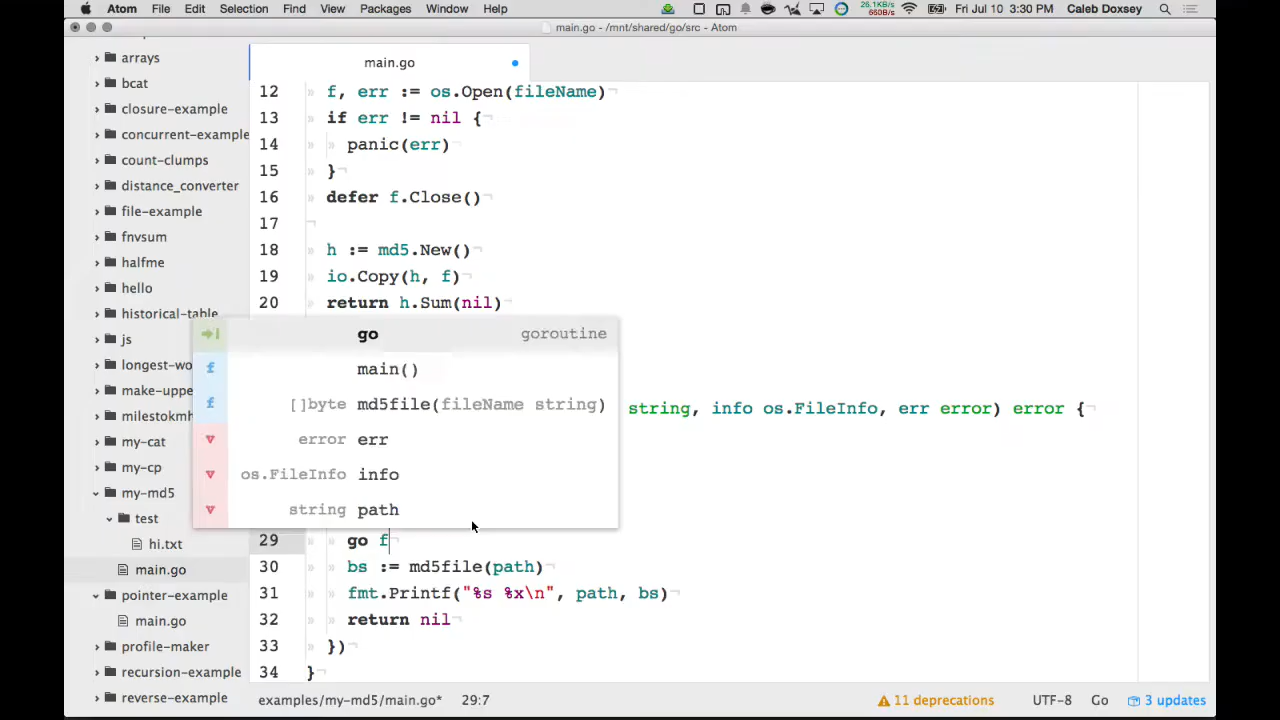 Atom File Edit Selection Find View Packages Window Help 26.1KB/s 660B/s Fri Jul 10 3:30 PM Caleb Doxsey
main.go - /mnt/shared/go/src - Atom
arrays
bcat
closure-example
concurrent-example
count-clumps
distance_converter
file-example
fnvsum
halfme
hello
historical-table
js
longest-wo
make-uppe
milestokmh
my-cat
my-cp
my-md5
test
hi.txt
main.go
pointer-example
main.go
profile-maker
recursion-example
reverse-example
main.go
12 f, err := os.Open(fileName)
13 if err != nil {
14 panic(err)
15 }
16 defer f.Close()
17
18 h := md5.New()
19 io.Copy(h, f)
20 return h.Sum(nil)
go goroutine
f main()
f []byte md5file(fileName string)
v error err
v os.FileInfo info
v string path
string, info os.FileInfo, err error) error {
29 go f
30 bs := md5file(path)
31 fmt.Printf("%s %x\n", path, bs)
32 return nil
33 })
34 }
examples/my-md5/main.go* 29:7 11 deprecations UTF-8 Go 3 updates